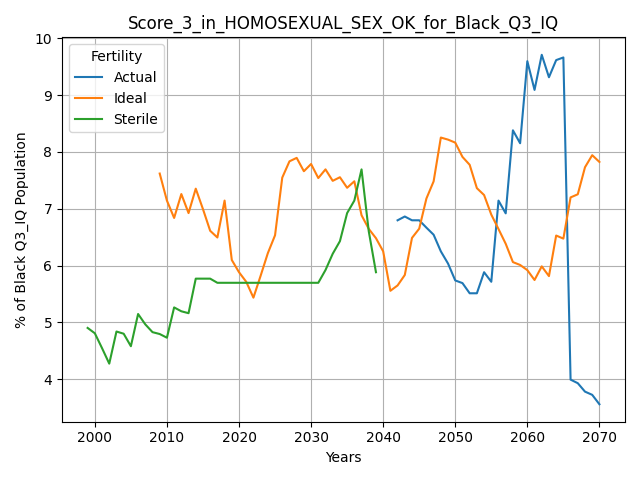 Score_3_in_HOMOSEXUAL_SEX_OK_for_Black_Q3_IQ
Fertility
Actual
Ideal
Sterile
% of Black Q3_IQ Population
10
9
8
7
6
5
4
2000 2010 2020 2030 2040 2050 2060 2070
Years